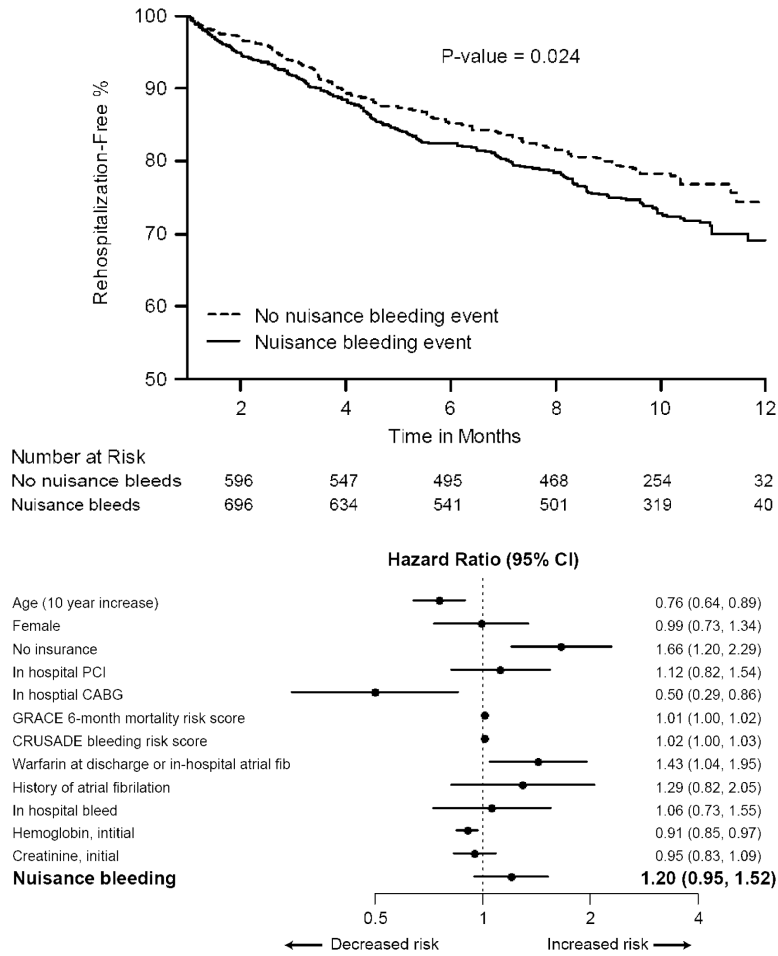 100
90
80
70
60
50
Rehospitalization-Free %
P-value = 0.024
No nuisance bleeding event
Nuisance bleeding event
2 4 6 8 10 12
Time in Months
Number at Risk
No nuisance bleeds 596 547 495 468 254 32
Nuisance bleeds 696 634 541 501 319 40
Hazard Ratio (95% CI)
Age (10 year increase) 0.76 (0.64, 0.89)
Female 0.99 (0.73, 1.34)
No insurance 1.66 (1.20, 2.29)
In hospital PCI 1.12 (0.82, 1.54)
In hosptial CABG 0.50 (0.29, 0.86)
GRACE 6-month mortality risk score 1.01 (1.00, 1.02)
CRUSADE bleeding risk score 1.02 (1.00, 1.03)
Warfarin at discharge or in-hospital atrial fib 1.43 (1.04, 1.95)
History of atrial fibrilation 1.29 (0.82, 2.05)
In hospital bleed 1.06 (0.73, 1.55)
Hemoglobin, intitial 0.91 (0.85, 0.97)
Creatinine, initial 0.95 (0.83, 1.09)
Nuisance bleeding 1.20 (0.95, 1.52)
0.5 1 2 4
Decreased risk Increased risk